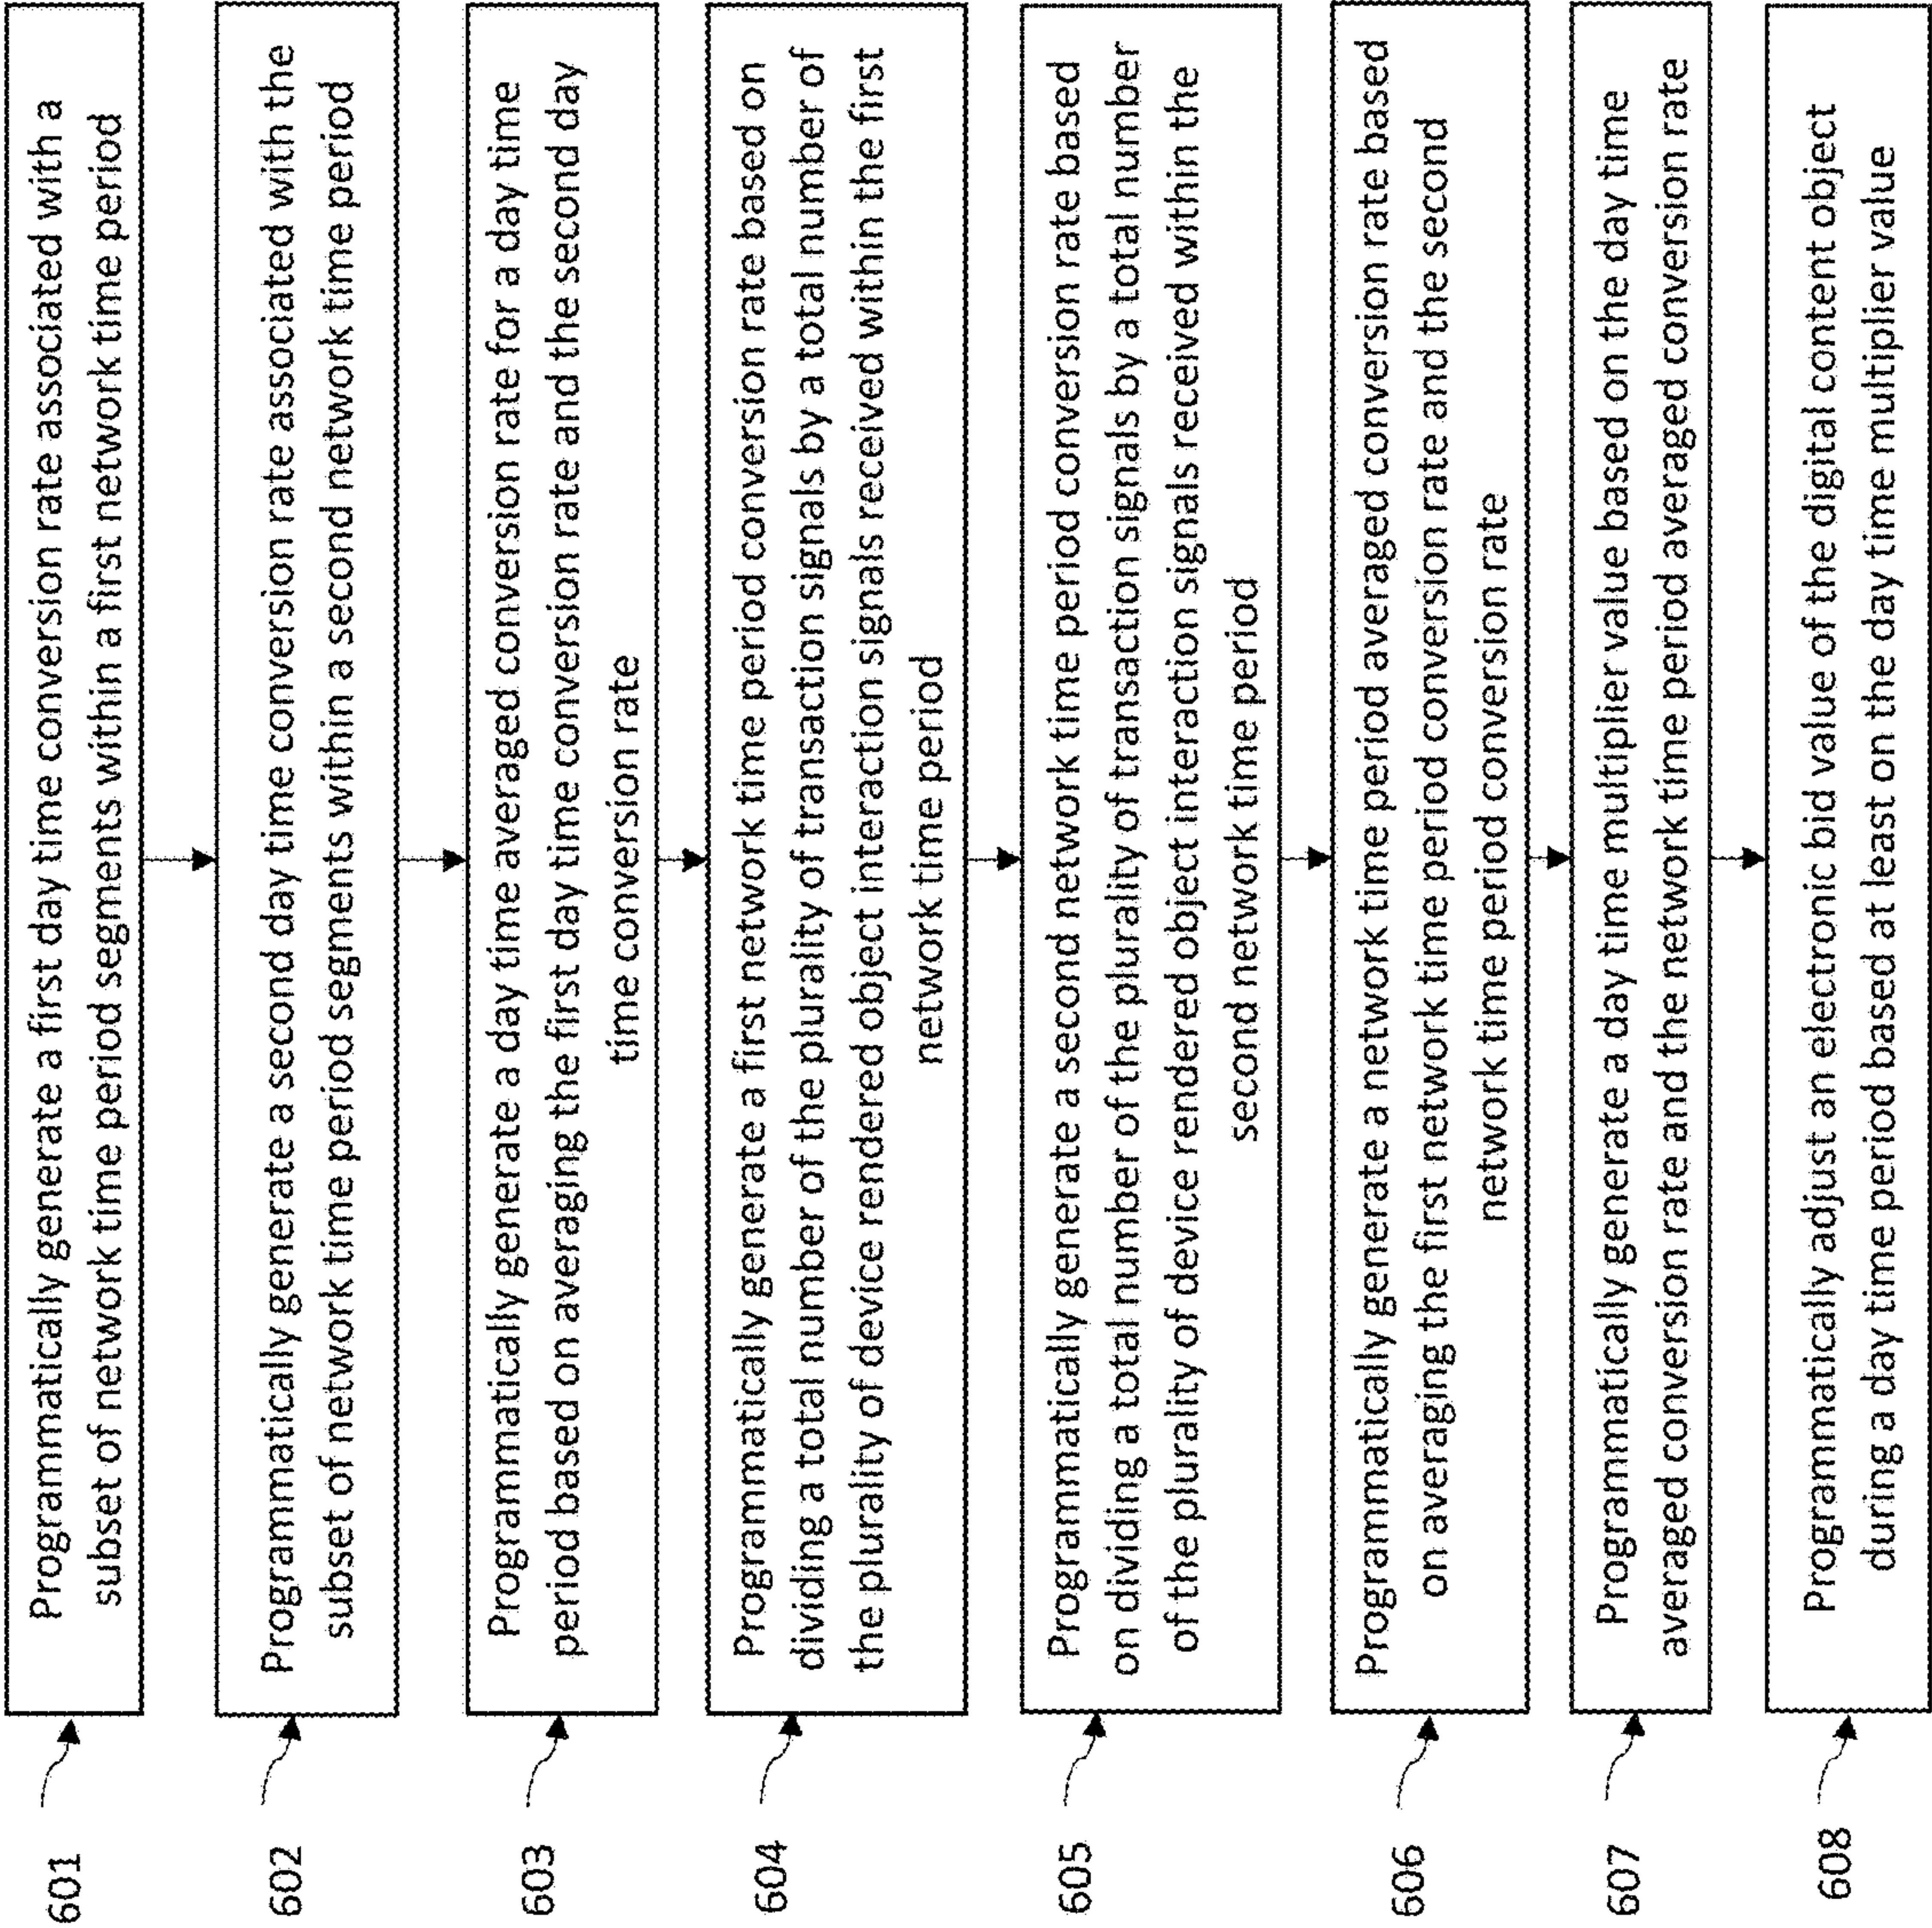 601
Programmatically generate a first day time conversion rate associated with a
subset of network time period segments within a first network time period
602
Programmatically generate a second day time conversion rate associated with the
subset of network time period segments within a second network time period
603
Programmatically generate a day time averaged conversion rate for a day time
period based on averaging the first day time conversion rate and the second day
time conversion rate
604
Programmatically generate a first network time period conversion rate based on
dividing a total number of the plurality of transaction signals by a total number of
the plurality of device rendered object interaction signals received within the first
network time period
605
Programmatically generate a second network time period conversion rate based
on dividing a total number of the plurality of transaction signals by a total number
of the plurality of device rendered object interaction signals received within the
second network time period
606
Programmatically generate a network time period averaged conversion rate based
on averaging the first network time period conversion rate and the second
network time period conversion rate
607
Programmatically generate a day time multiplier value based on the day time
averaged conversion rate and the network time period averaged conversion rate
608
Programmatically adjust an electronic bid value of the digital content object
during a day time period based at least on the day time multiplier value